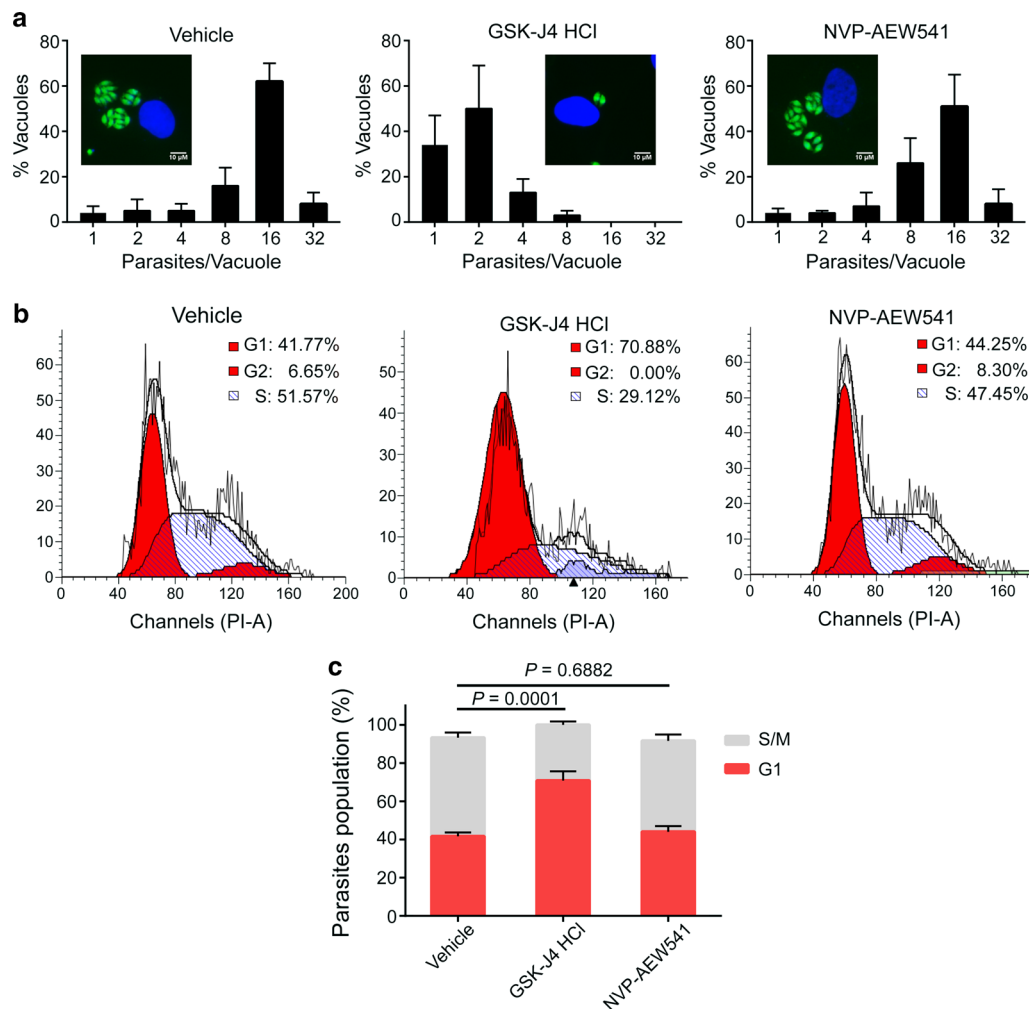 a
Vehicle
GSK-J4 HCl
NVP-AEW541
% Vacuoles
80
60
40
20
0
10 µM
1 2 4 8 16 32
Parasites/Vacuole
% Vacuoles
80
60
40
20
0
10 µM
1 2 4 8 16 32
Parasites/Vacuole
% Vacuoles
80
60
40
20
0
10 µM
1 2 4 8 16 32
Parasites/Vacuole
b
Vehicle
G1: 41.77%
G2: 6.65%
S: 51.57%
60
50
40
30
20
10
0
0 40 80 120 160 200
Channels (PI-A)
GSK-J4 HCl
G1: 70.88%
G2: 0.00%
S: 29.12%
50
40
30
20
10
0
0 40 80 120 160
Channels (PI-A)
NVP-AEW541
G1: 44.25%
G2: 8.30%
S: 47.45%
60
50
40
30
20
10
0
0 40 80 120 160
Channels (PI-A)
c
P = 0.6882
P = 0.0001
Parasites population (%)
100
80
60
40
20
0
S/M
G1
Vehicle
GSK-J4 HCl
NVP-AEW541